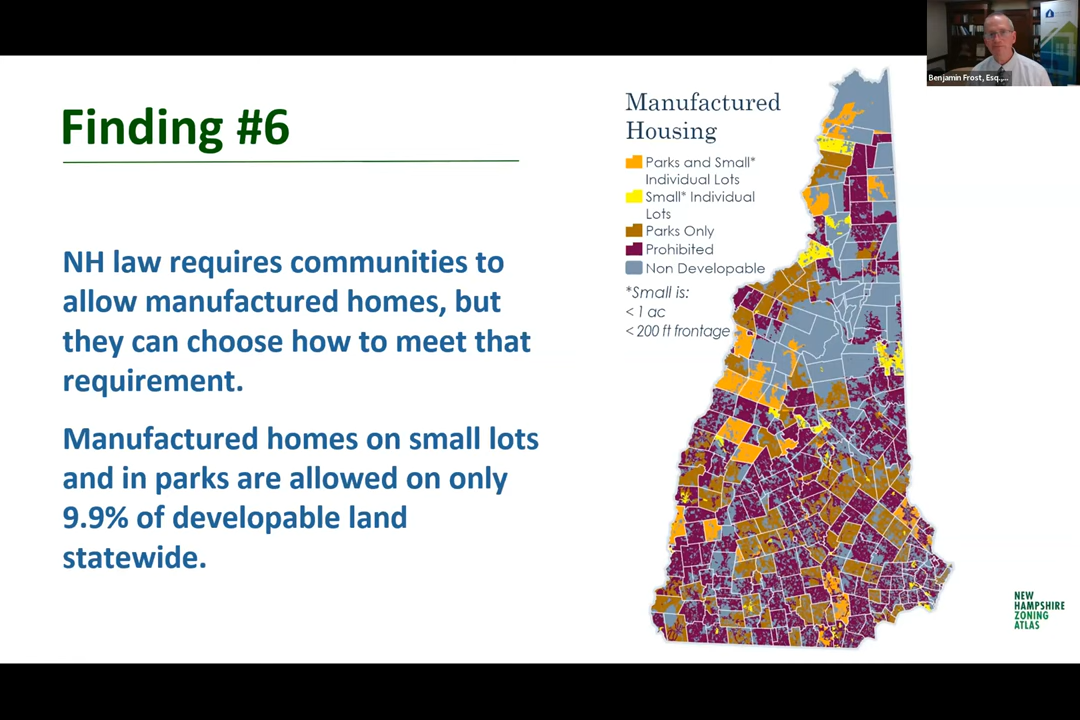 Benjamin Frost, Esq.,...
Finding #6
NH law requires communities to
allow manufactured homes, but
they can choose how to meet that
requirement.
Manufactured homes on small lots
and in parks are allowed on only
9.9% of developable land
statewide.
Manufactured
Housing
Parks and Small*
Individual Lots
Small* Individual
Lots
Parks Only
Prohibited
Non Developable
*Small is:
< 1 ac
< 200 ft frontage
NEW
HAMPSHIRE
ZONING
ATLAS